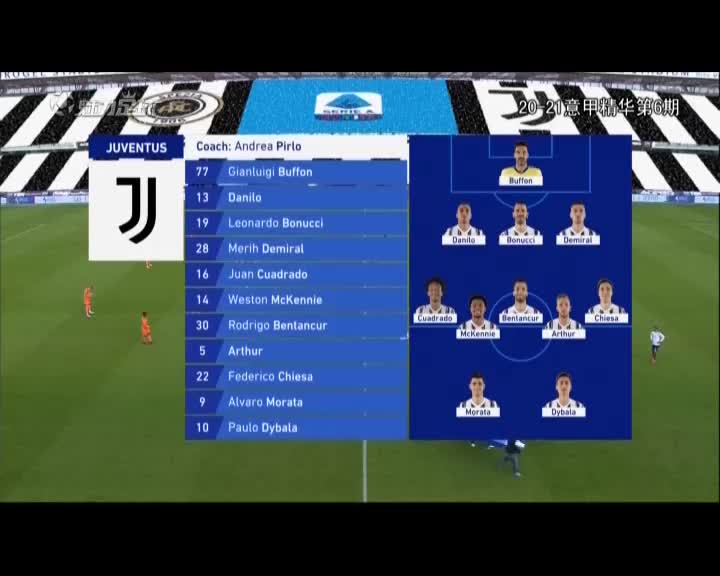 20-21意甲精华第6期
SERIE A
1906
JUVENTUS
Coach: Andrea Pirlo
77 Gianluigi Buffon
13 Danilo
19 Leonardo Bonucci
28 Merih Demiral
16 Juan Cuadrado
14 Weston McKennie
30 Rodrigo Bentancur
5 Arthur
22 Federico Chiesa
9 Alvaro Morata
10 Paulo Dybala
Buffon
Danilo Bonucci Demiral
Cuadrado Bentancur Chiesa
McKennie Arthur
Morata Dybala